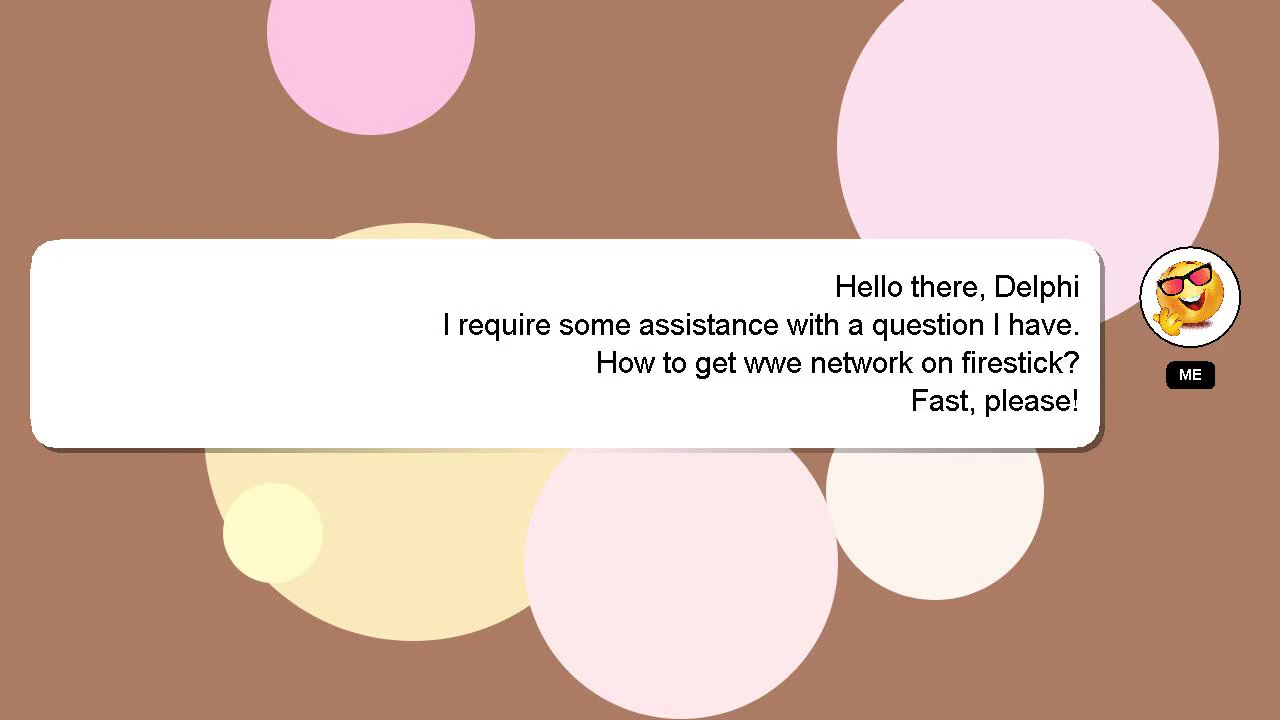 Hello there, Delphi
I require some assistance with a question I have.
How to get wwe network on firestick?
Fast, please!
ME